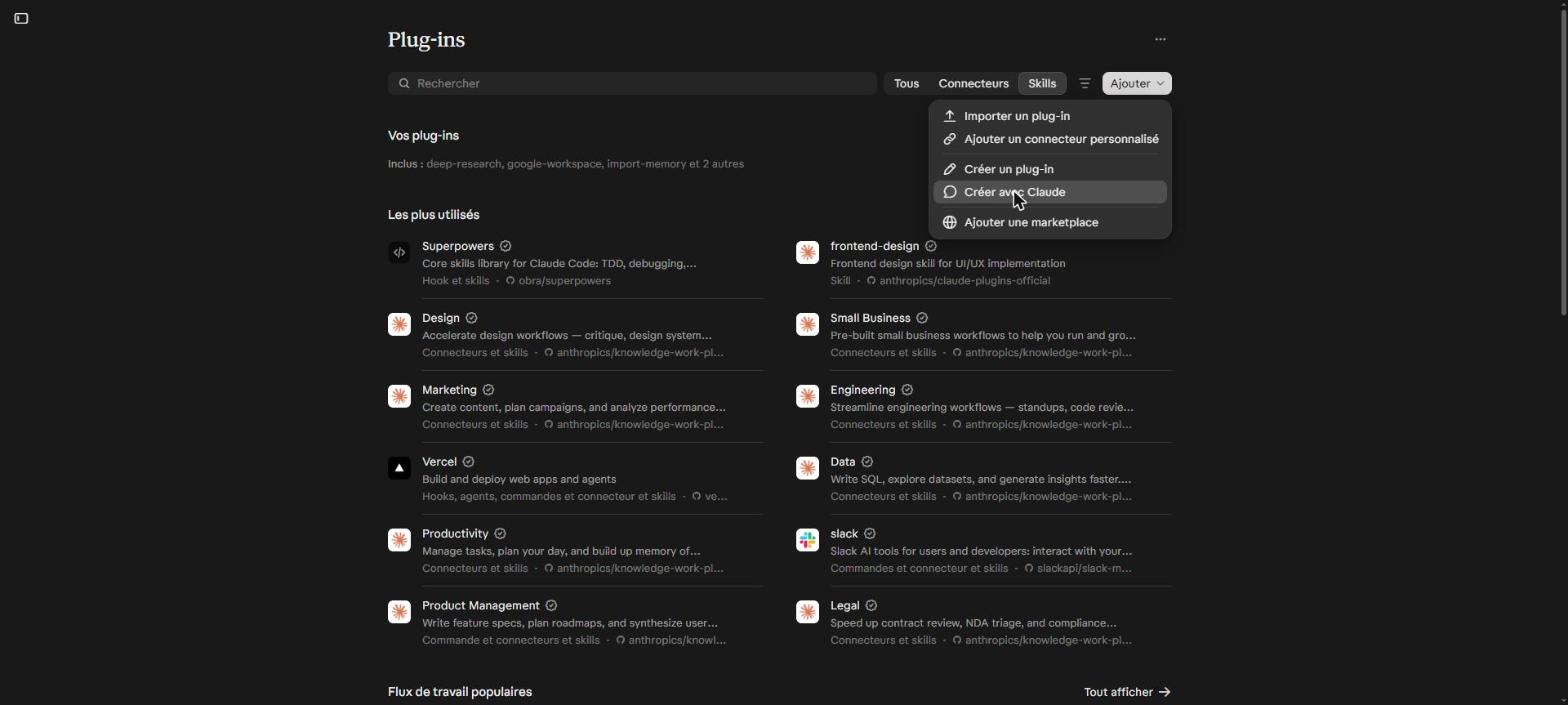 Plug-ins
Rechercher
Tous
Connecteurs
Skills
Ajouter
Importer un plug-in
Ajouter un connecteur personnalisé
Créer un plug-in
Créer avec Claude
Ajouter une marketplace
Vos plug-ins
Inclus : deep-research, google-workspace, import-memory et 2 autres
Les plus utilisés
Superpowers
Core skills library for Claude Code: TDD, debugging,...
Hook et skills · obra/superpowers
frontend-design
Frontend design skill for UI/UX implementation
Skill · anthropics/claude-plugins-official
Design
Accelerate design workflows — critique, design system...
Connecteurs et skills · anthropics/knowledge-work-pl...
Small Business
Pre-built small business workflows to help you run and gro...
Connecteurs et skills · anthropics/knowledge-work-pl...
Marketing
Create content, plan campaigns, and analyze performance...
Connecteurs et skills · anthropics/knowledge-work-pl...
Engineering
Streamline engineering workflows — standups, code revie...
Connecteurs et skills · anthropics/knowledge-work-pl...
Vercel
Build and deploy web apps and agents
Hooks, agents, commandes et connecteur et skills · ve...
Data
Write SQL, explore datasets, and generate insights faster....
Connecteurs et skills · anthropics/knowledge-work-pl...
Productivity
Manage tasks, plan your day, and build up memory of...
Connecteurs et skills · anthropics/knowledge-work-pl...
slack
Slack AI tools for users and developers: interact with your...
Commandes et connecteur et skills · slackapi/slack-m...
Product Management
Write feature specs, plan roadmaps, and synthesize user...
Commande et connecteurs et skills · anthropics/knowl...
Legal
Speed up contract review, NDA triage, and compliance...
Connecteurs et skills · anthropics/knowledge-work-pl...
Flux de travail populaires
Tout afficher →